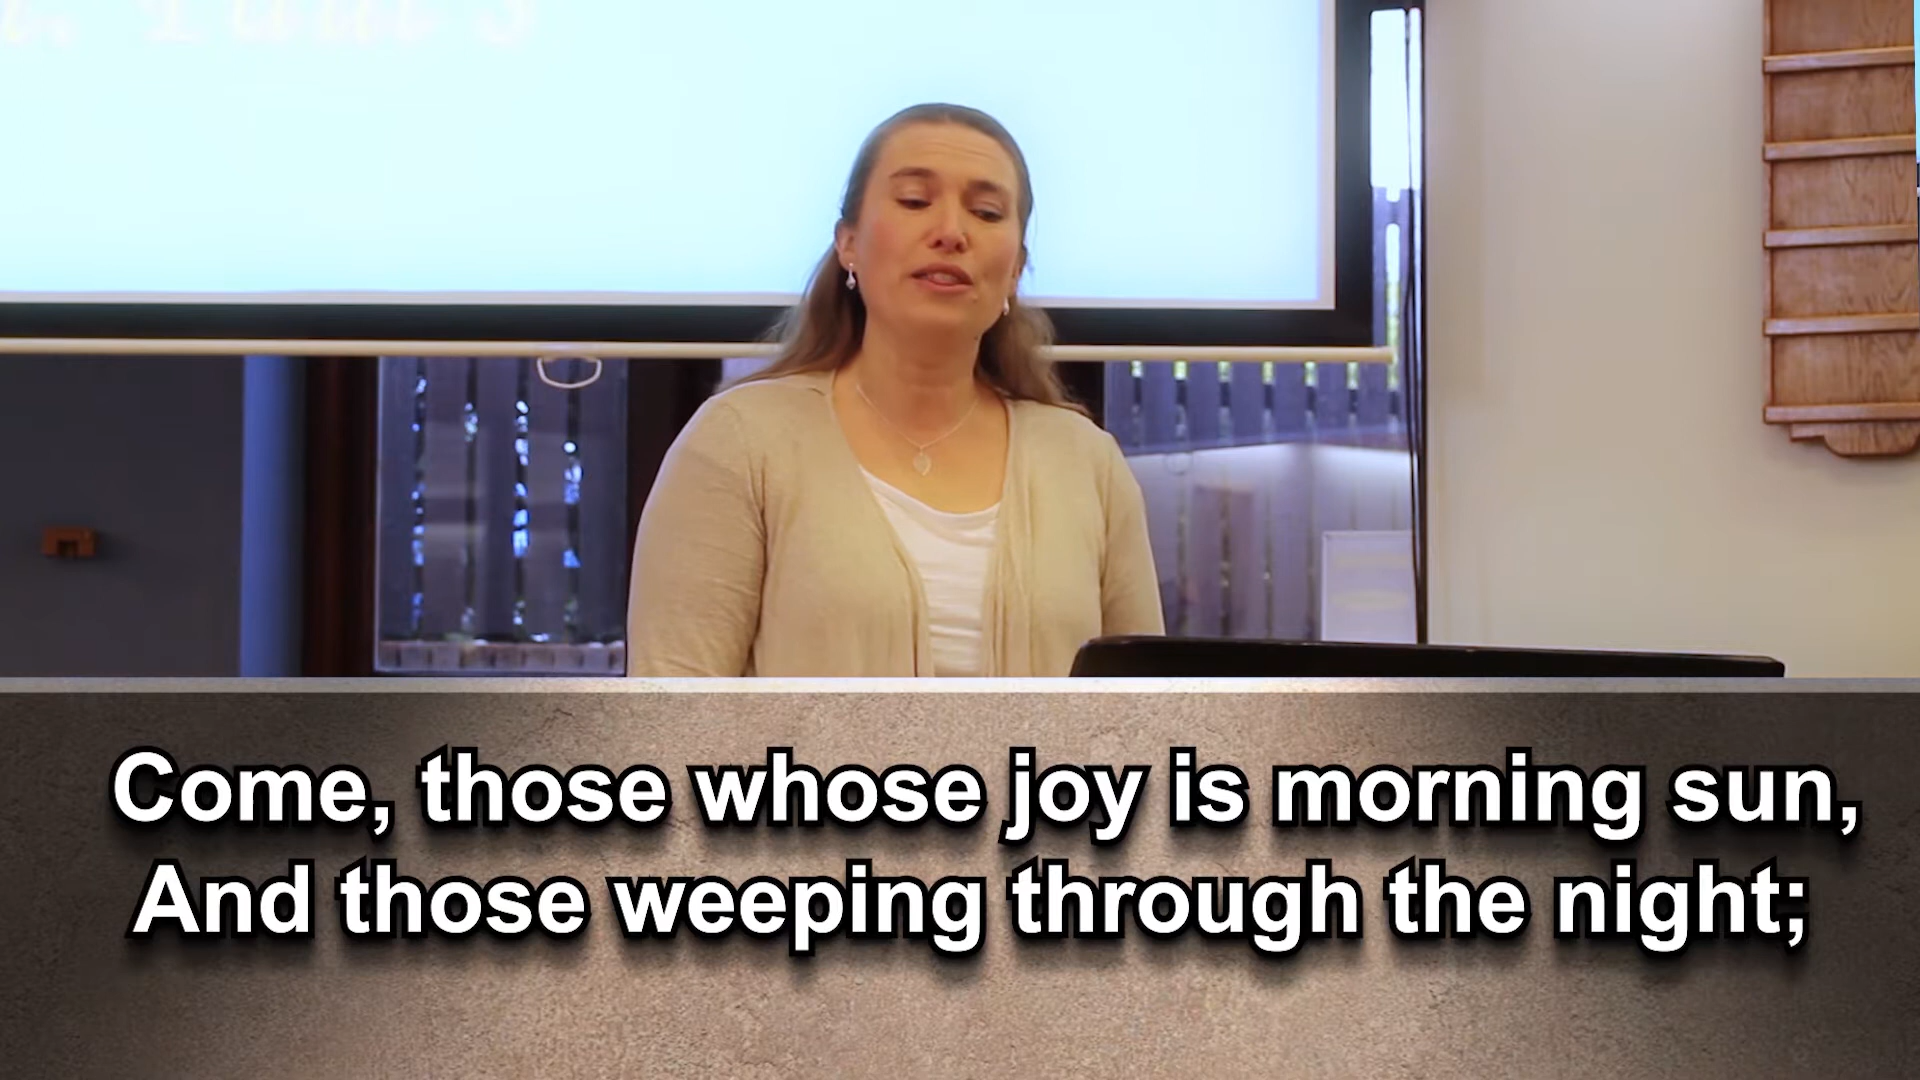 Come, those whose joy is morning sun,
And those weeping through the night;